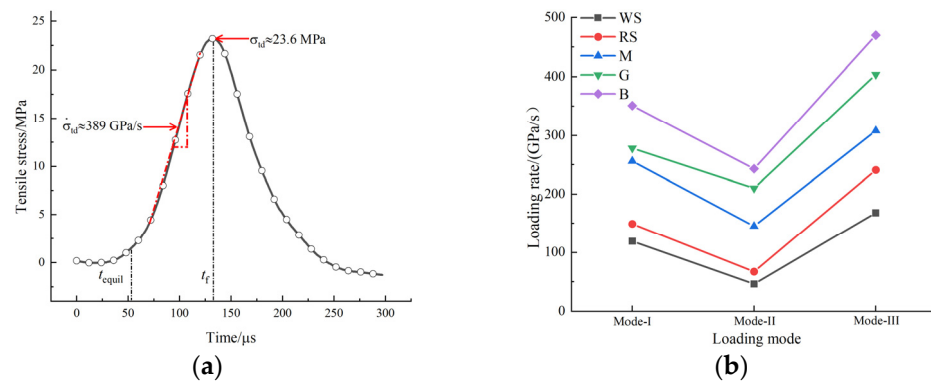 25
20
15
10
5
0
Tensile stress/MPa
σtd≈23.6 MPa
σ̇td≈389 GPa/s
tequil
tf
0 50 100 150 200 250 300
Time/μs
(a)
WS
RS
M
G
B
500
400
300
200
100
0
Loading rate/(GPa/s)
Mode-I Mode-II Mode-III
Loading mode
(b)